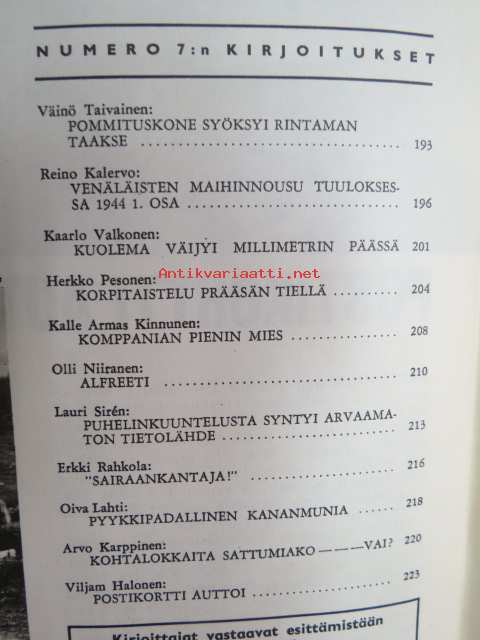 NUMERO 7:n KIRJOITUKSET
Väinö Taivainen:
POMMITUSKONE SYÖKSYI RINTAMAN
TAAKSE .................................... 193
Reino Kalervo:
VENÄLÄISTEN MAIHINNOUSU TUULOKSES-
SA 1944 1. OSA ............................. 196
Kaarlo Valkonen:
KUOLEMA VÄIJYI MILLIMETRIN PÄÄSSÄ 201
Antikvariaatti.net
Herkko Pesonen:
KORPITAISTELU PRÄÄSÄN TIELLÄ .......... 204
Kalle Armas Kinnunen:
KOMPPANIAN PIENIN MIES ................ 208
Olli Niiranen:
ALFREETI .................................. 210
Lauri Sirén:
PUHELINKUUNTELUSTA SYNTYI ARVAAMA-
TON TIETOLÄHDE ......................... 213
Erkki Rahkola:
"SAIRAANKANTAJA!" ..................... 216
Oiva Lahti:
PYYKKIPADALLINEN KANANMUNIA ...... 218
Arvo Karppinen:
KOHTALOKKAITA SATTUMIAKO — — — VAI? 220
Viljam Halonen:
POSTIKORTTI AUTTOI .................... 223
Kirjoittajat vastaavat esittämistään